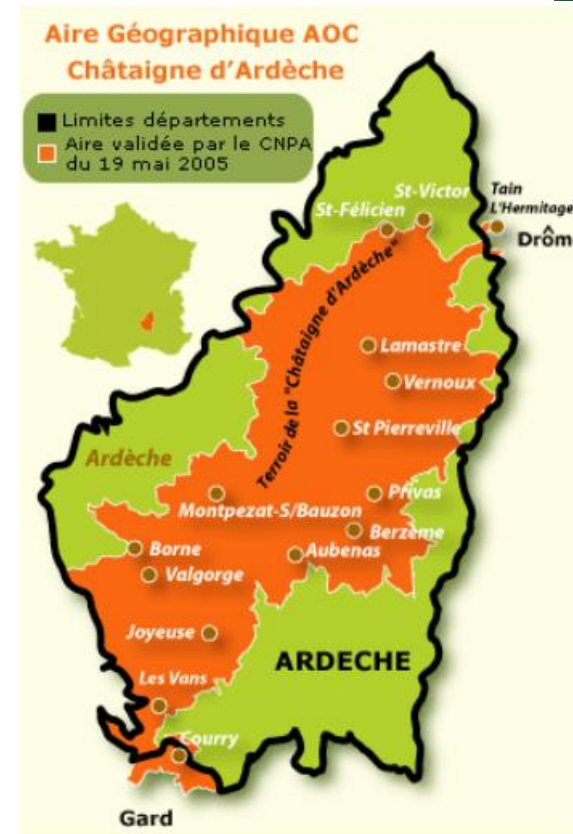 Aire Géographique AOC
Châtaigne d'Ardèche
Limites départements
Aire validée par le CNPA
du 19 mai 2005
St-Victor
St-Félicien
Tain
L'Hermitage
Drôm
Terroir de la "Châtaigne d'Ardèche"
Lamastre
Vernoux
St Pierreville
Ardèche
Privas
Montpezat-S/Bauzon
Berzème
Borne
Aubenas
Valgorge
Joyeuse
ARDECHE
Les Vans
Courry
Gard